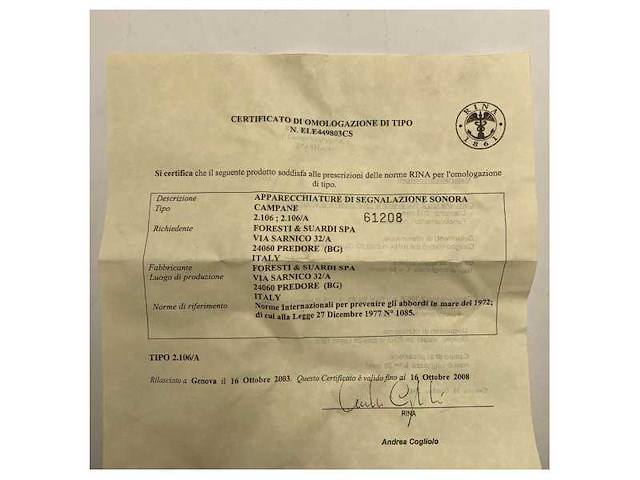 CERTIFICATO DI OMOLOGAZIONE DI TIPO
N. ELE449803CS
RINA
1861
Si certifica che il seguente prodotto soddisfa alle prescrizioni delle norme RINA per l'omologazione
di tipo.
Descrizione APPARECCHIATURE DI SEGNALAZIONE SONORA
Tipo CAMPANE
2.106 ; 2.106/A 61208
Richiedente FORESTI & SUARDI SPA
VIA SARNICO 32/A
24060 PREDORE (BG)
ITALY
Fabbricante FORESTI & SUARDI SPA
Luogo di produzione VIA SARNICO 32/A
24060 PREDORE (BG)
ITALY
Norme di riferimento Norme Internazionali per prevenire gli abbordi in mare del 1972;
di cui alla Legge 27 Dicembre 1977 N° 1085.
TIPO 2.106/A
Rilasciato a Genova il 16 Ottobre 2003. Questo Certificato è valido fino al 16 Ottobre 2008
RINA
Andrea Cogliolo